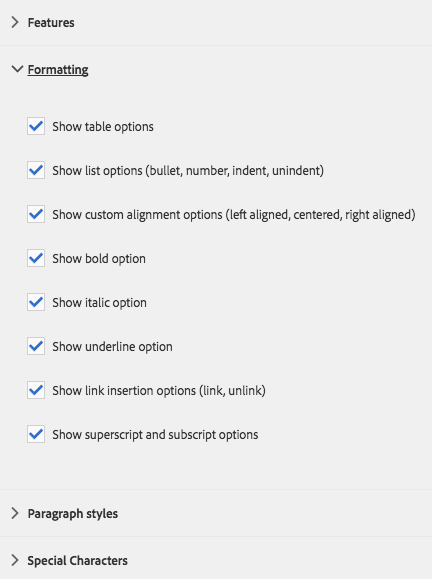 Features
Formatting
Show table options
Show list options (bullet, number, indent, unindent)
Show custom alignment options (left aligned, centered, right aligned)
Show bold option
Show italic option
Show underline option
Show link insertion options (link, unlink)
Show superscript and subscript options
Paragraph styles
Special Characters